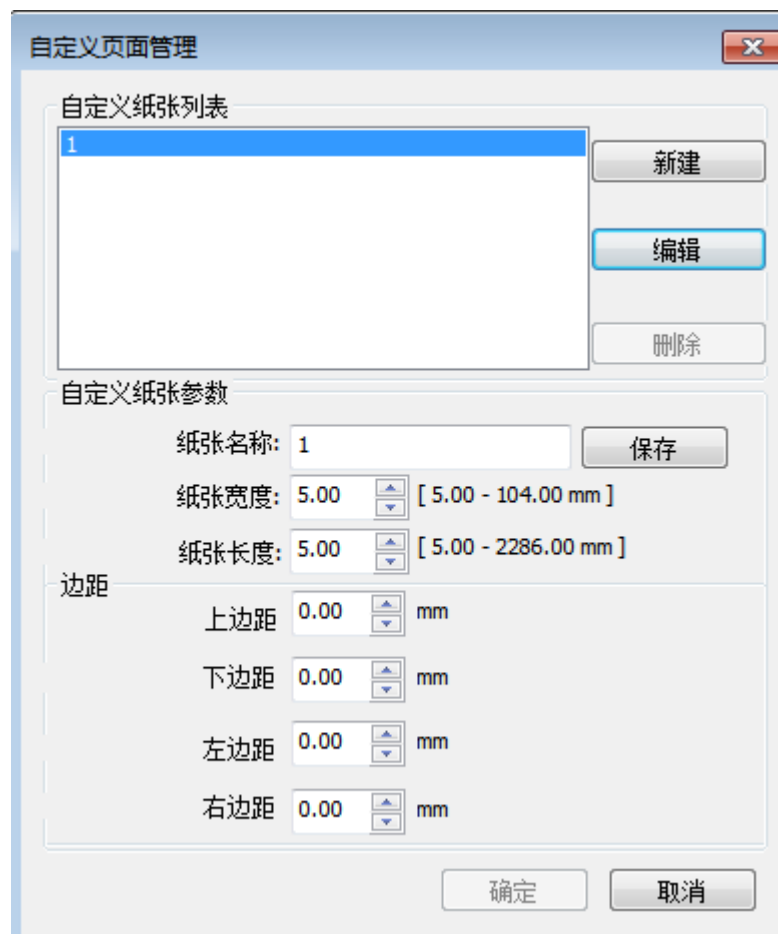 自定义页面管理
自定义纸张列表
1
新建
编辑
删除
自定义纸张参数
纸张名称: 1 保存
纸张宽度: 5.00 [ 5.00 - 104.00 mm ]
纸张长度: 5.00 [ 5.00 - 2286.00 mm ]
边距
上边距 0.00 mm
下边距 0.00 mm
左边距 0.00 mm
右边距 0.00 mm
确定 取消